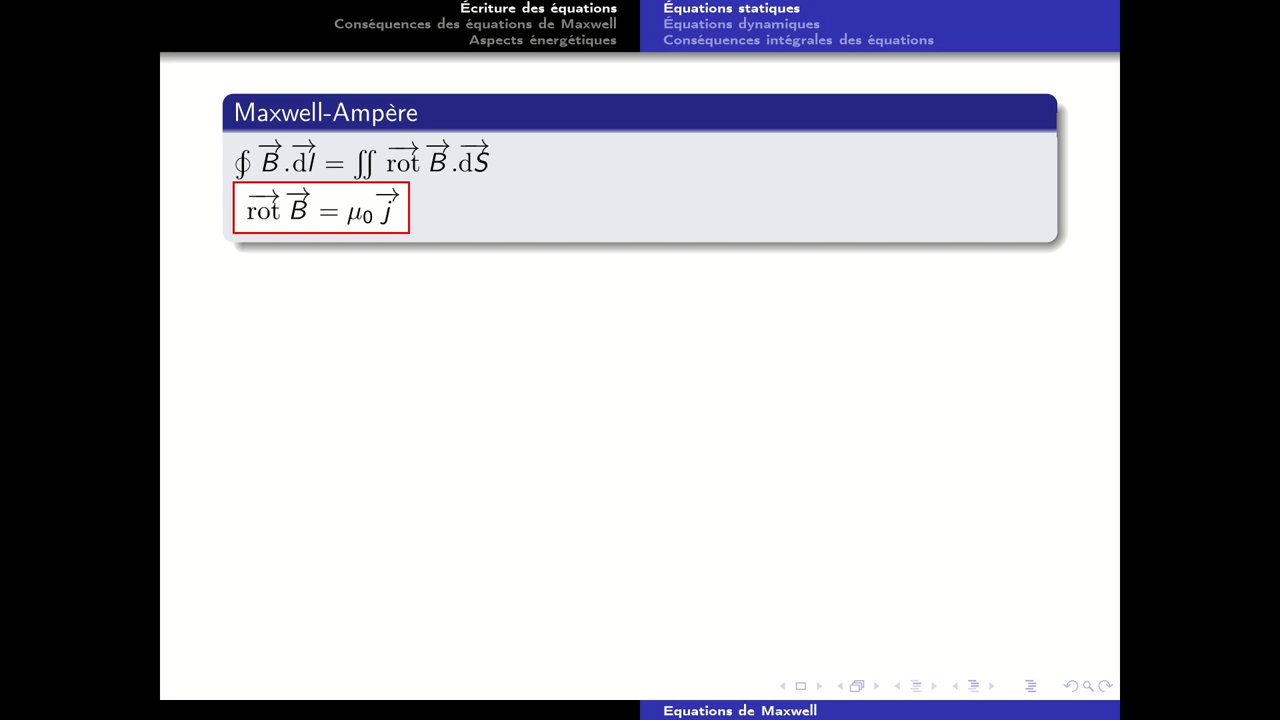 Écriture des équations
Conséquences des équations de Maxwell
Aspects énergétiques
Équations statiques
Équations dynamiques
Conséquences intégrales des équations
Maxwell-Ampère
∮ B⃗ .dl⃗ = ∬ rot⃗ B⃗ .dS⃗
rot⃗ B⃗ = μ₀ j⃗
Equations de Maxwell